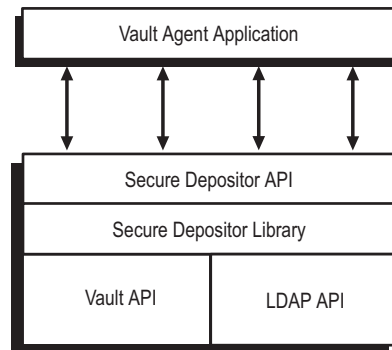 Vault Agent Application
Secure Depositor API
Secure Depositor Library
Vault API
LDAP API